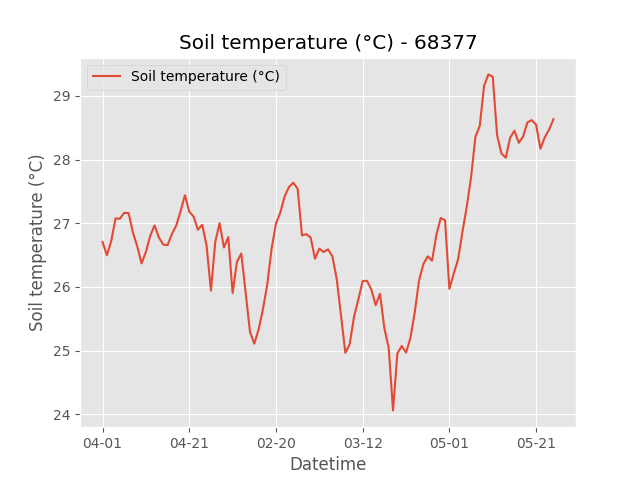 Soil temperature (°C) - 68377
Soil temperature (°C)
29
28
27
26
25
24
Soil temperature (°C)
04-01 04-21 02-20 03-12 05-01 05-21
Datetime